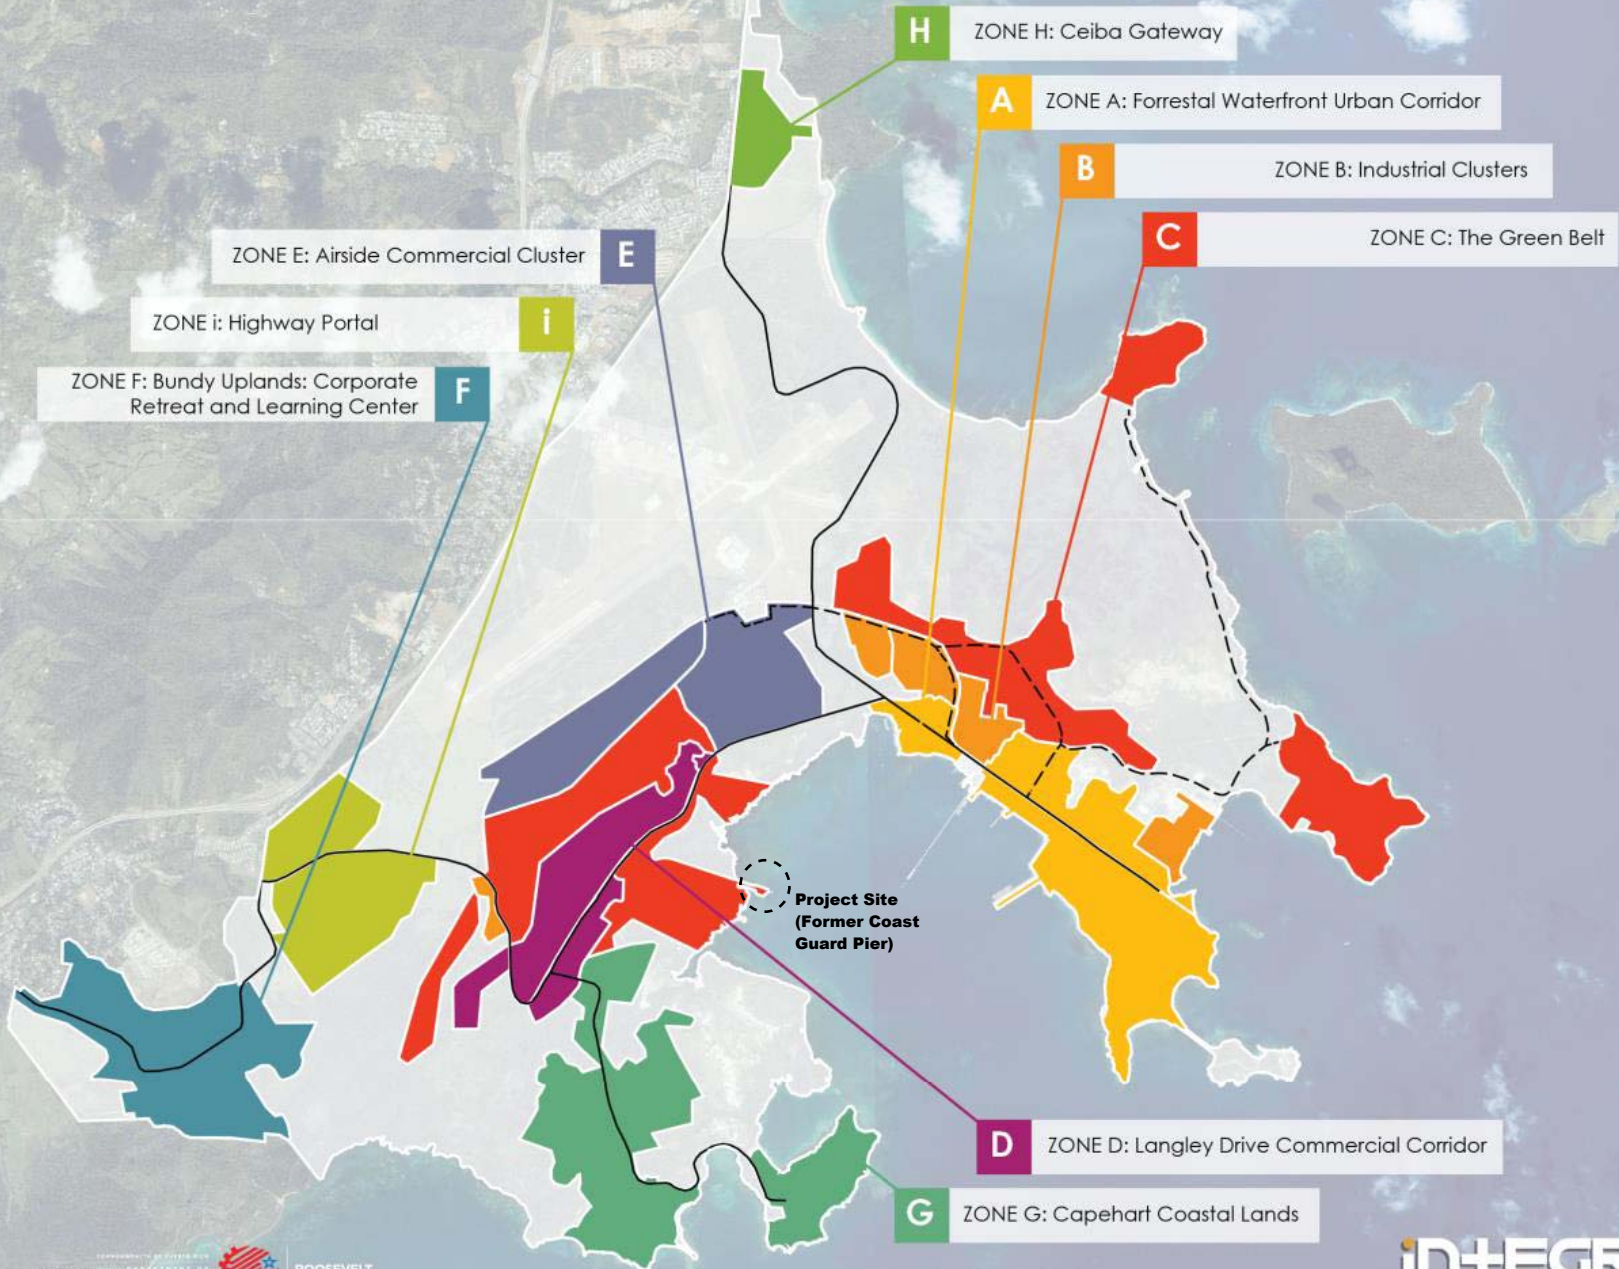 H
ZONE H: Ceiba Gateway
A
ZONE A: Forrestal Waterfront Urban Corridor
B
ZONE B: Industrial Clusters
C
ZONE C: The Green Belt
ZONE E: Airside Commercial Cluster
E
ZONE i: Highway Portal
i
ZONE F: Bundy Uplands: Corporate
Retreat and Learning Center
F
Project Site
(Former Coast
Guard Pier)
D
ZONE D: Langley Drive Commercial Corridor
G
ZONE G: Capehart Coastal Lands
ROOSEVELT